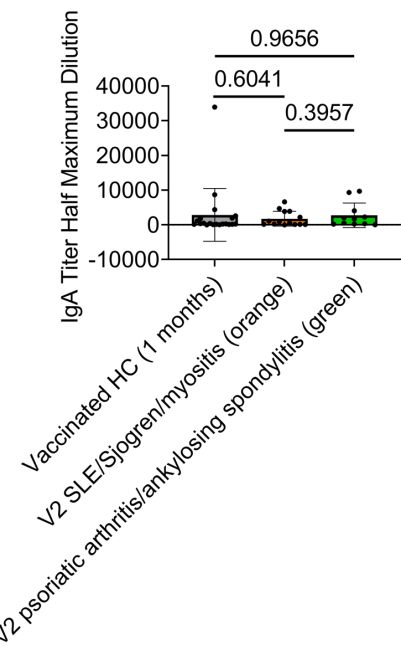 IgA Titer Half Maximum Dilution
0.9656
0.6041
0.3957
40000
30000
20000
10000
0
-10000
Vaccinated HC (1 months)
V2 SLE/Sjogren/myositis (orange)
V2 psoriatic arthritis/ankylosing spondylitis (green)